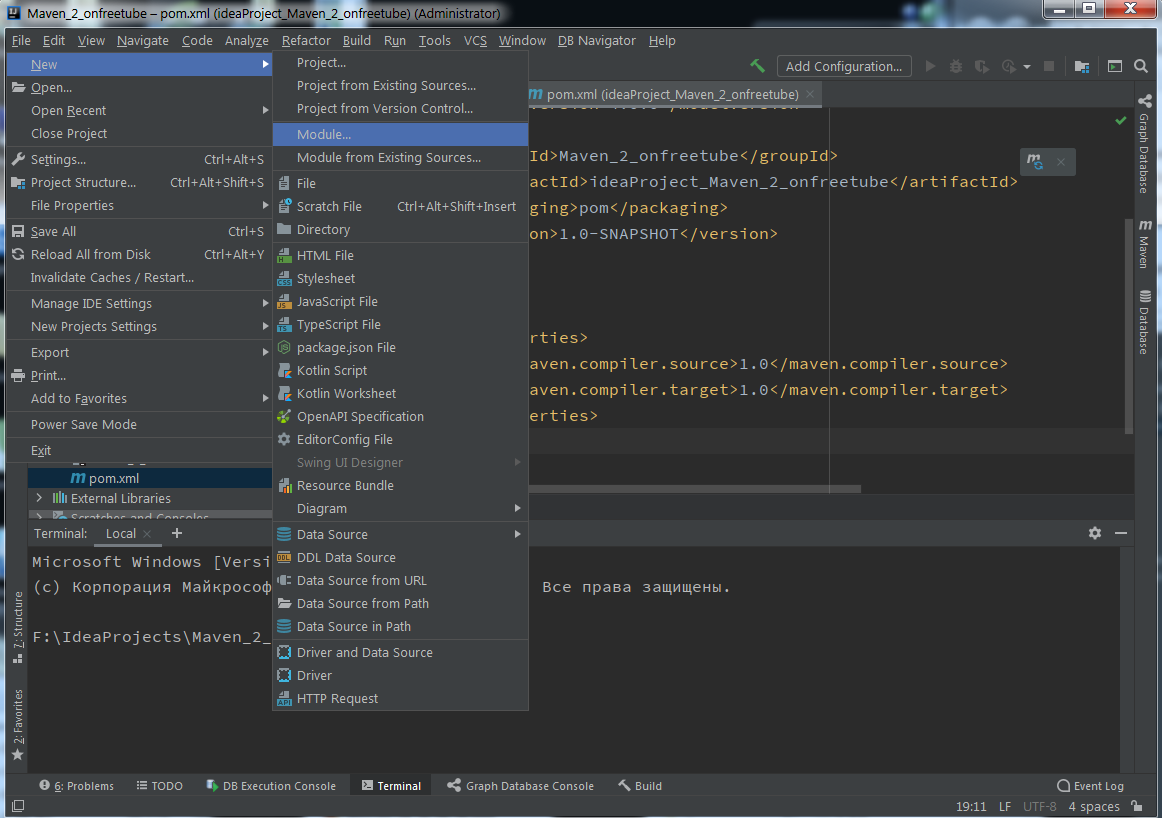 Maven_2_onfreetube – pom.xml (ideaProject_Maven_2_onfreetube) (Administrator)
File Edit View Navigate Code Analyze Refactor Build Run Tools VCS Window DB Navigator Help
Add Configuration...
New
Open...
Open Recent
Close Project
Settings... Ctrl+Alt+S
Project Structure... Ctrl+Alt+Shift+S
File Properties
Save All Ctrl+S
Reload All from Disk Ctrl+Alt+Y
Invalidate Caches / Restart...
Manage IDE Settings
New Projects Settings
Export
Print...
Add to Favorites
Power Save Mode
Exit
Project...
Project from Existing Sources...
Project from Version Control...
Module...
Module from Existing Sources...
File
Scratch File Ctrl+Alt+Shift+Insert
Directory
HTML File
Stylesheet
JavaScript File
TypeScript File
package.json File
Kotlin Script
Kotlin Worksheet
OpenAPI Specification
EditorConfig File
Swing UI Designer
Resource Bundle
Diagram
Data Source
DDL Data Source
Data Source from URL
Data Source from Path
Data Source in Path
Driver and Data Source
Driver
HTTP Request
pom.xml (ideaProject_Maven_2_onfreetube)
Id>Maven_2_onfreetube</groupId>
actId>ideaProject_Maven_2_onfreetube</artifactId>
ging>pom</packaging>
on>1.0-SNAPSHOT</version>
rties>
aven.compiler.source>1.0</maven.compiler.source>
aven.compiler.target>1.0</maven.compiler.target>
erties>
Graph Database
Maven
Database
pom.xml
External Libraries
Scratches and Consoles
Terminal: Local
Microsoft Windows [Versi
(c) Корпорация Майкрософ Все права защищены.
F:\IdeaProjects\Maven_2_
7: Structure
2: Favorites
6: Problems TODO DB Execution Console Terminal Graph Database Console Build Event Log
19:11 LF UTF-8 4 spaces